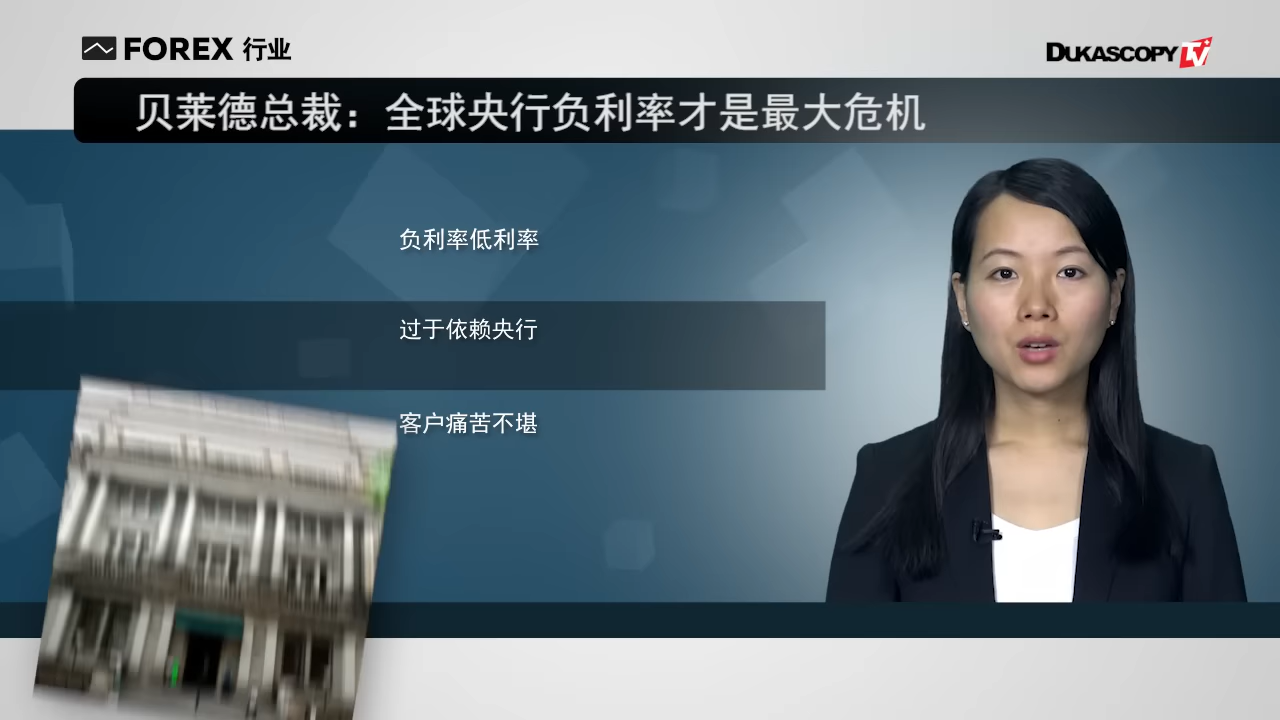 FOREX 行业
DUKASCOPY TV
贝莱德总裁：全球央行负利率才是最大危机
负利率低利率
过于依赖央行
客户痛苦不堪